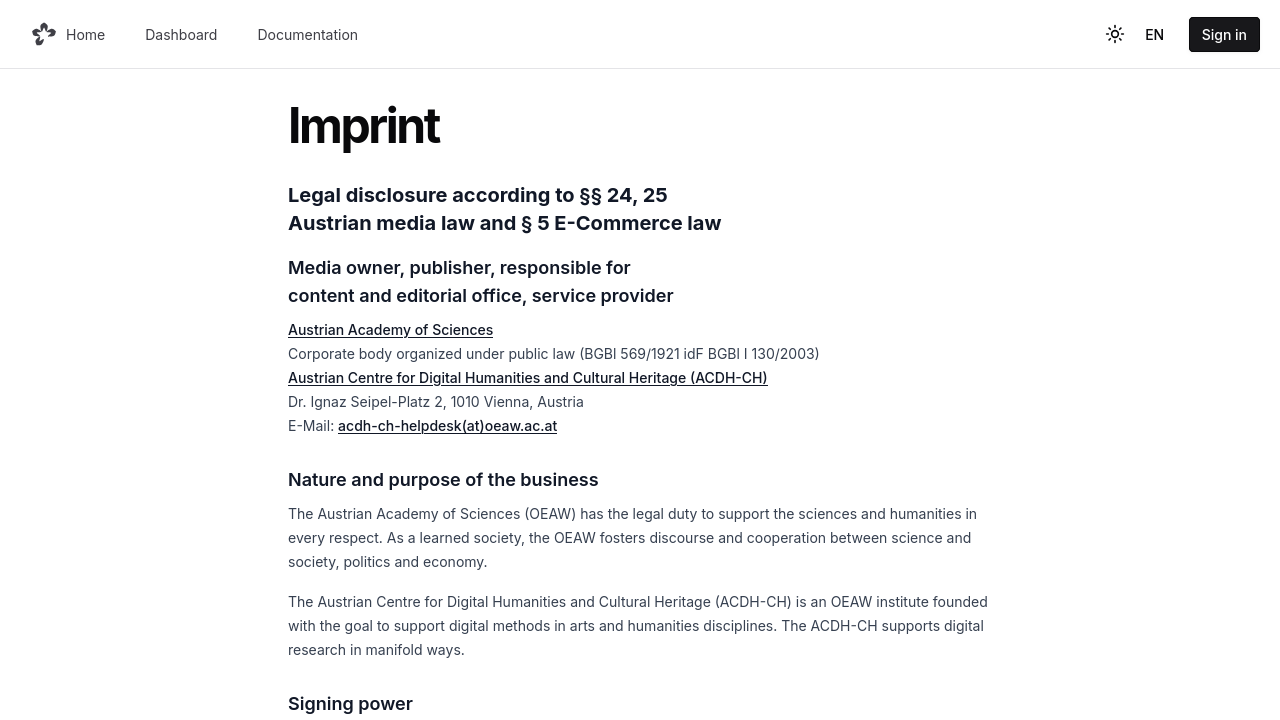 Home Dashboard Documentation EN Sign in
Imprint
Legal disclosure according to §§ 24, 25
Austrian media law and § 5 E-Commerce law
Media owner, publisher, responsible for
content and editorial office, service provider
Austrian Academy of Sciences
Corporate body organized under public law (BGBl 569/1921 idF BGBl I 130/2003)
Austrian Centre for Digital Humanities and Cultural Heritage (ACDH-CH)
Dr. Ignaz Seipel-Platz 2, 1010 Vienna, Austria
E-Mail: acdh-ch-helpdesk(at)oeaw.ac.at
Nature and purpose of the business
The Austrian Academy of Sciences (OEAW) has the legal duty to support the sciences and humanities in
every respect. As a learned society, the OEAW fosters discourse and cooperation between science and
society, politics and economy.
The Austrian Centre for Digital Humanities and Cultural Heritage (ACDH-CH) is an OEAW institute founded
with the goal to support digital methods in arts and humanities disciplines. The ACDH-CH supports digital
research in manifold ways.
Signing power